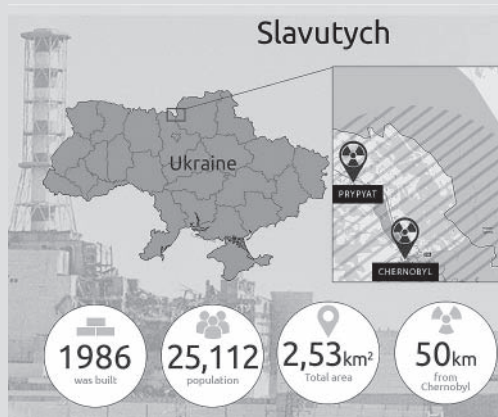 Slavutych
Ukraine
PRYPYAT
CHERNOBYL
1986
was built
25,112
population
2,53km²
Total area
50km
from
Chernobyl